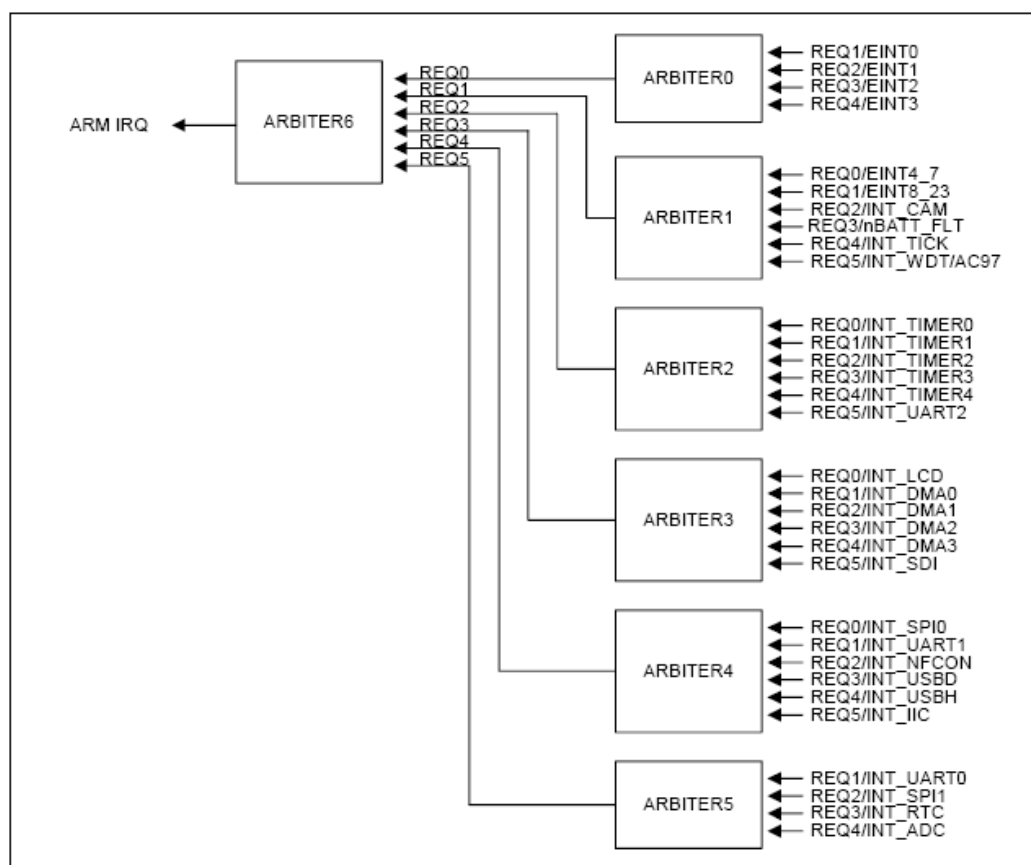 ARM IRQ
ARBITER6
REQ0
REQ1
REQ2
REQ3
REQ4
REQ5
ARBITER0
REQ1/EINT0
REQ2/EINT1
REQ3/EINT2
REQ4/EINT3
ARBITER1
REQ0/EINT4_7
REQ1/EINT8_23
REQ2/INT_CAM
REQ3/nBATT_FLT
REQ4/INT_TICK
REQ5/INT_WDT/AC97
ARBITER2
REQ0/INT_TIMER0
REQ1/INT_TIMER1
REQ2/INT_TIMER2
REQ3/INT_TIMER3
REQ4/INT_TIMER4
REQ5/INT_UART2
ARBITER3
REQ0/INT_LCD
REQ1/INT_DMA0
REQ2/INT_DMA1
REQ3/INT_DMA2
REQ4/INT_DMA3
REQ5/INT_SDI
ARBITER4
REQ0/INT_SPI0
REQ1/INT_UART1
REQ2/INT_NFCON
REQ3/INT_USBD
REQ4/INT_USBH
REQ5/INT_IIC
ARBITER5
REQ1/INT_UART0
REQ2/INT_SPI1
REQ3/INT_RTC
REQ4/INT_ADC